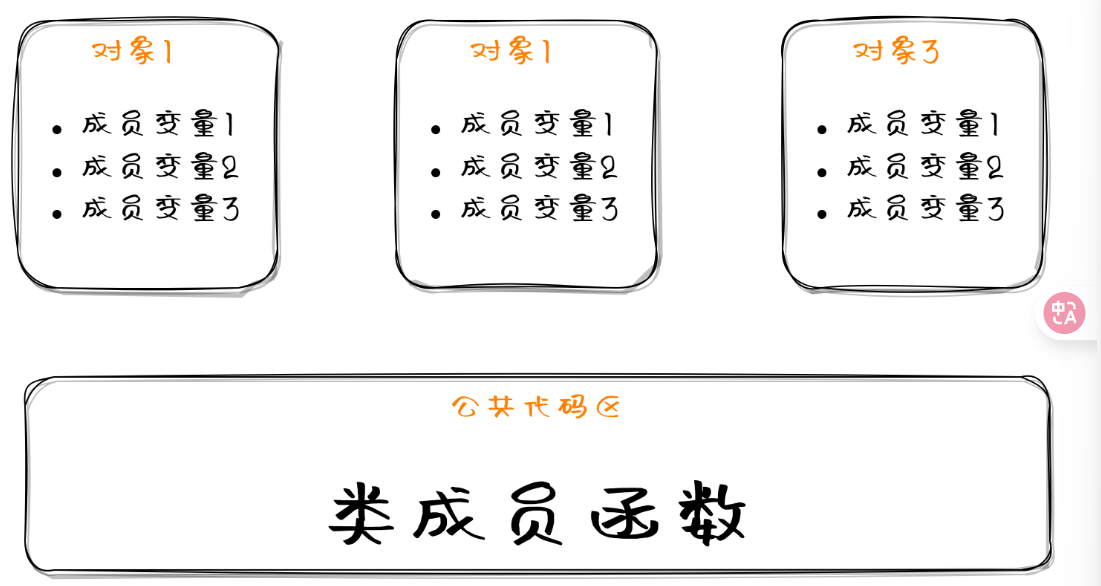 对象1
• 成员变量1
• 成员变量2
• 成员变量3
对象1
• 成员变量1
• 成员变量2
• 成员变量3
对象3
• 成员变量1
• 成员变量2
• 成员变量3
中A
公共代码区
类成员函数